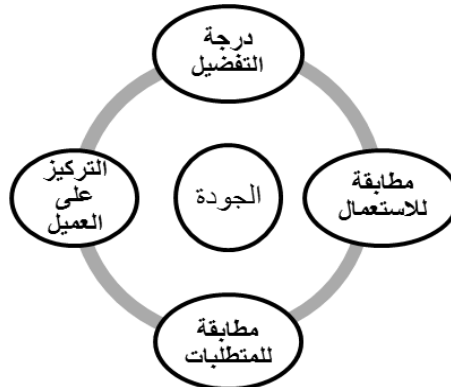 درجة
التفضيل
مطابقة
للاستعمال
مطابقة
للمتطلبات
التركيز
على
العميل
الجودة